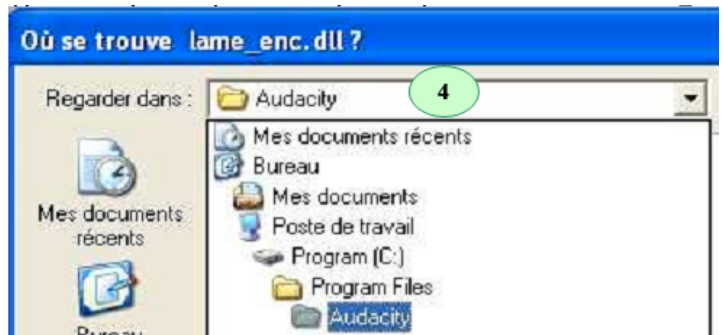 Où se trouve lame_enc.dll ?
Regarder dans :
Audacity
4
Mes documents récents
Bureau
Mes documents
Poste de travail
Program (C:)
Program Files
Audacity
Mes documents
récents
Bureau